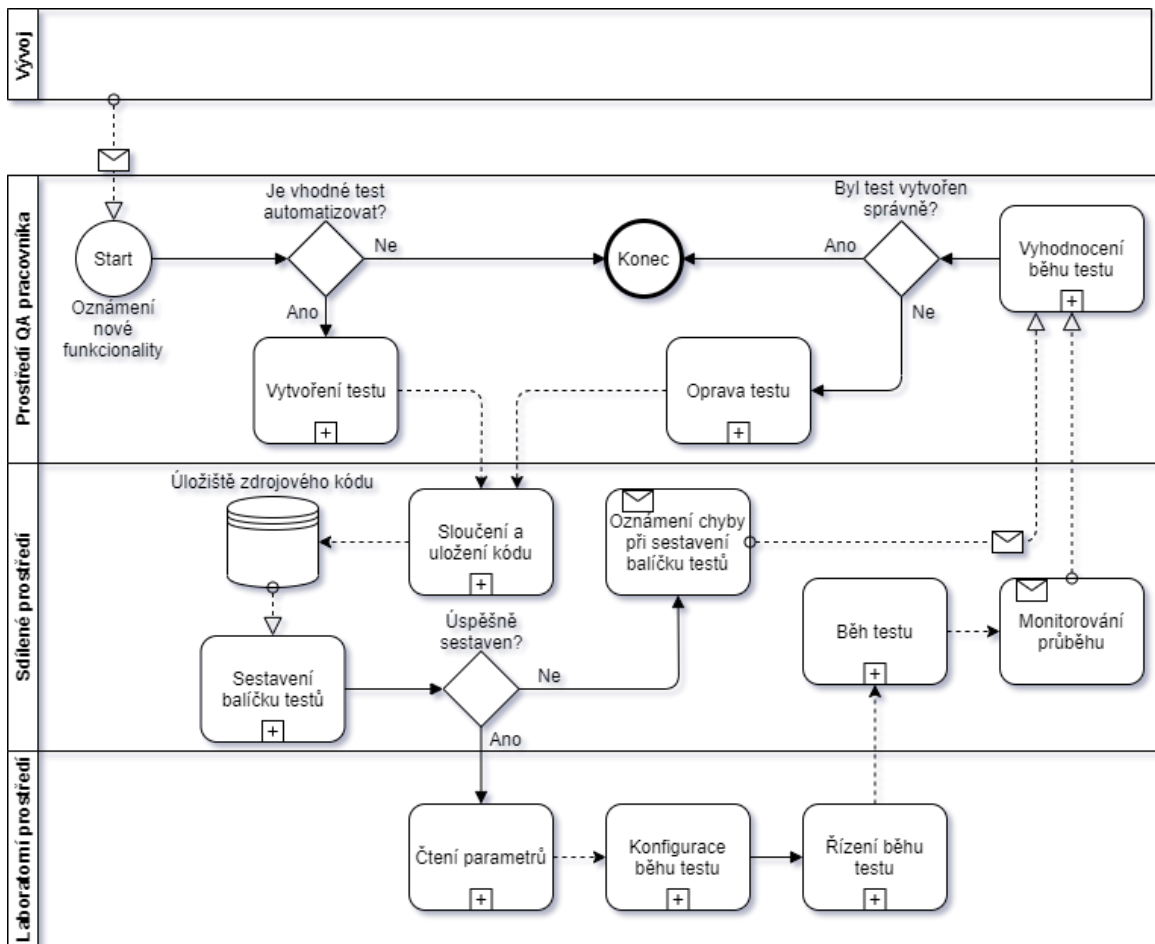 Vývoj
Prostředí QA pracovníka
Je vhodné test
automatizovat?
Byl test vytvořen
správně?
Start
Ne
Konec
Ano
Vyhodnocení
běhu testu
Oznámení
nové
funkcionality
Ano
Ne
Vytvoření testu
Oprava testu
Sdílené prostředí
Úložiště zdrojového kódu
Sloučení a
uložení kódu
Oznámení chyby
při sestavení
balíčku testů
Úspěšně
sestaven?
Běh testu
Monitorování
průběhu
Sestavení
balíčku testů
Ne
Ano
Laboratorní prostředí
Čtení parametrů
Konfigurace
běhu testu
Řízení běhu
testu